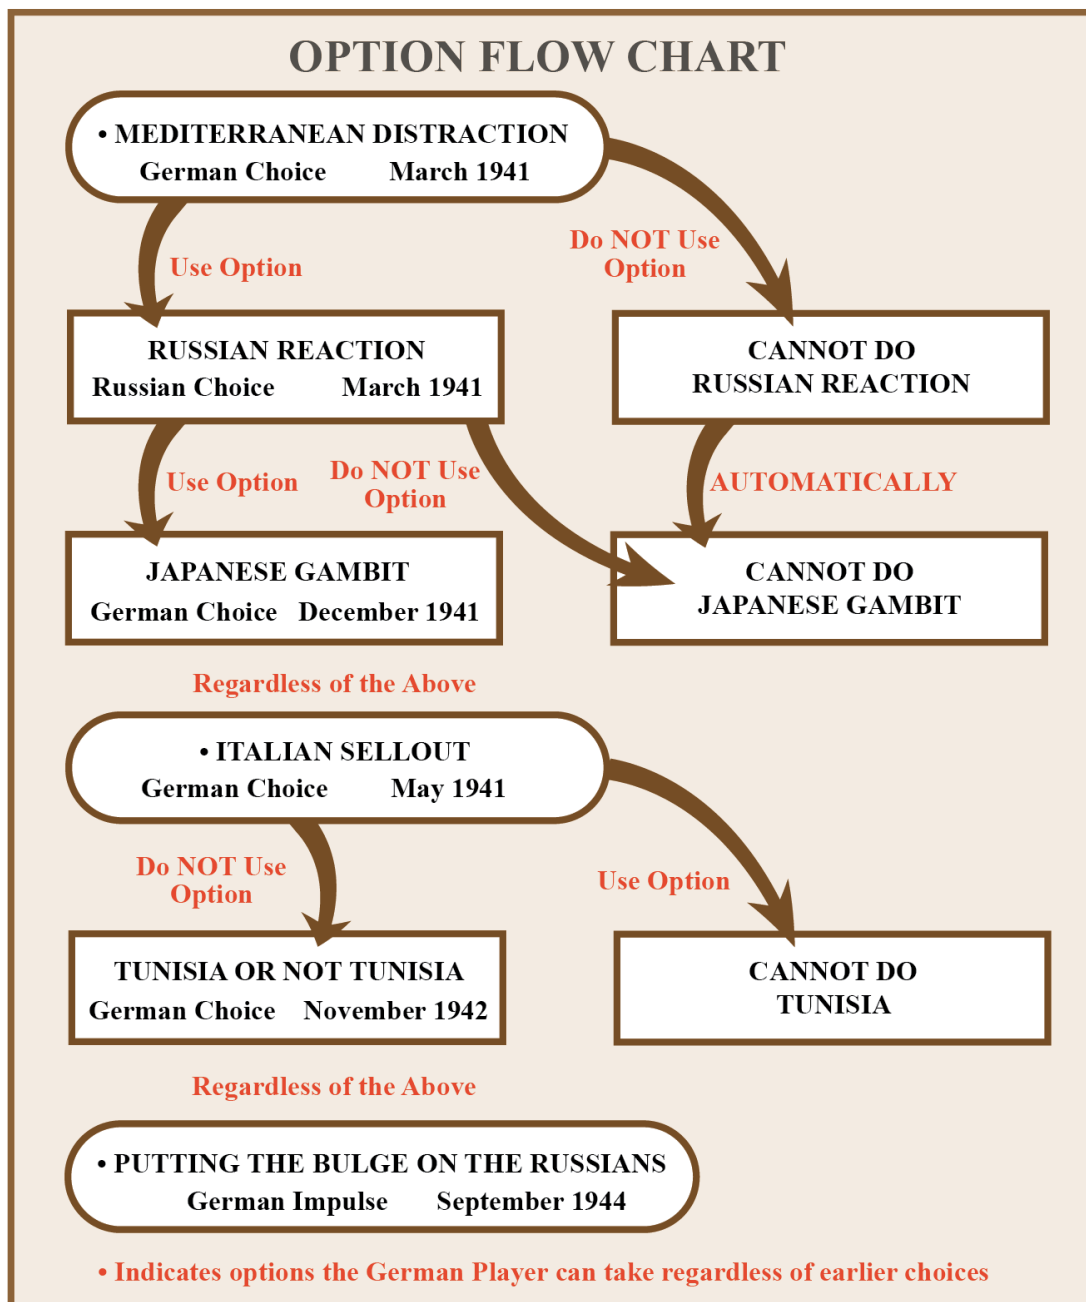 OPTION FLOW CHART
• MEDITERRANEAN DISTRACTION
German Choice March 1941
Do NOT Use
Option
Use Option
RUSSIAN REACTION
Russian Choice March 1941
CANNOT DO
RUSSIAN REACTION
Use Option
Do NOT Use
Option
AUTOMATICALLY
JAPANESE GAMBIT
German Choice December 1941
CANNOT DO
JAPANESE GAMBIT
Regardless of the Above
• ITALIAN SELLOUT
German Choice May 1941
Do NOT Use
Option
Use Option
TUNISIA OR NOT TUNISIA
German Choice November 1942
CANNOT DO
TUNISIA
Regardless of the Above
• PUTTING THE BULGE ON THE RUSSIANS
German Impulse September 1944
• Indicates options the German Player can take regardless of earlier choices